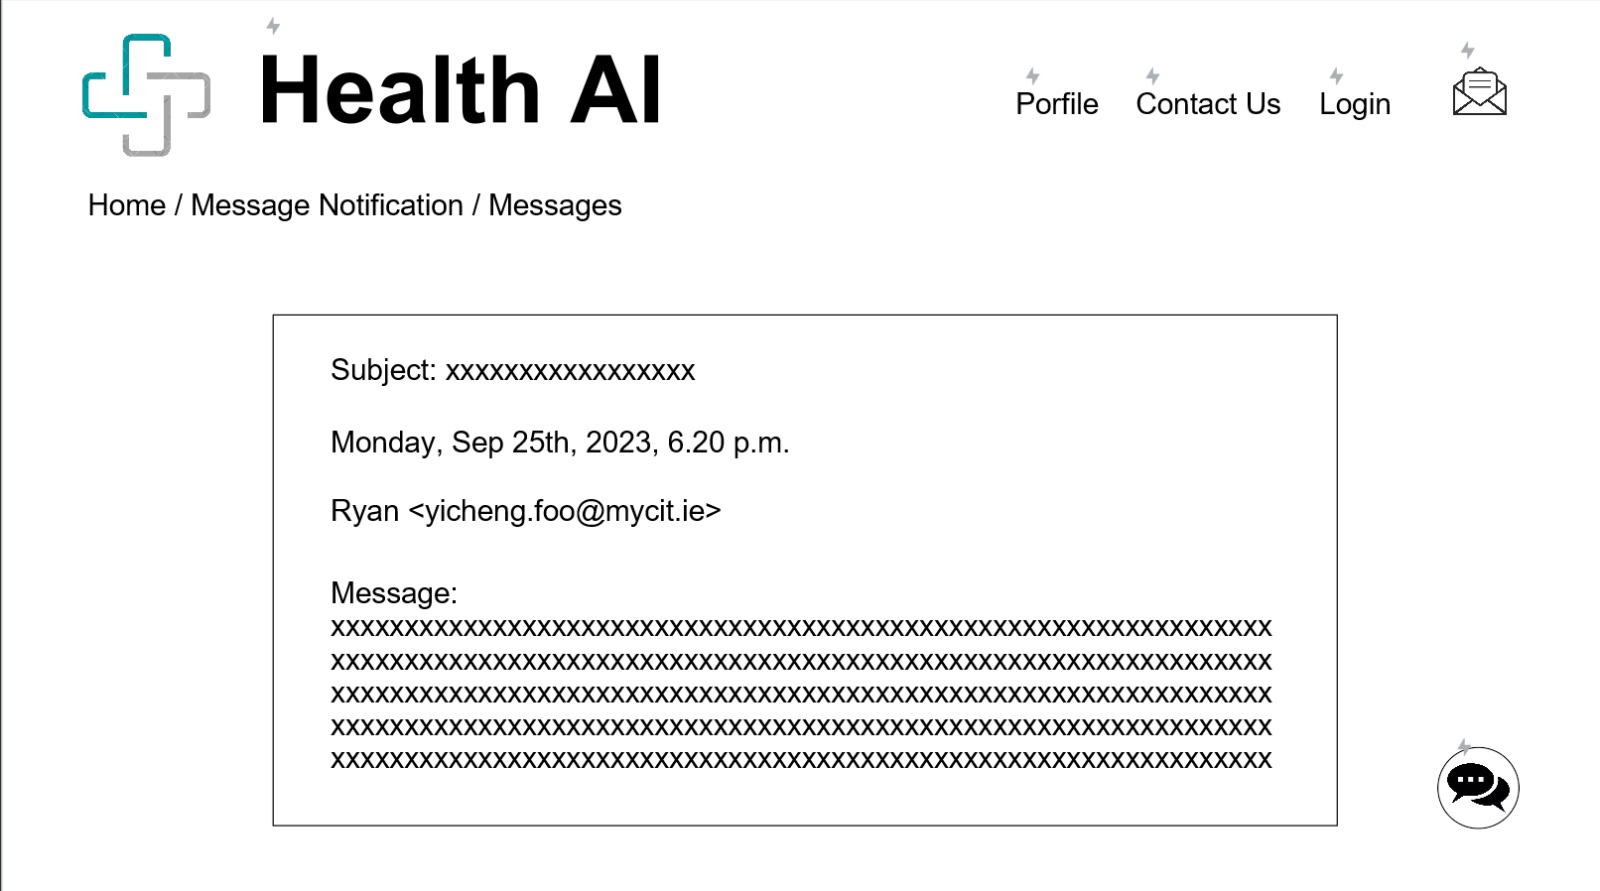 Health AI
Porfile
Contact Us
Login
Home / Message Notification / Messages
Subject: xxxxxxxxxxxxxxxxx
Monday, Sep 25th, 2023, 6.20 p.m.
Ryan <yicheng.foo@mycit.ie>
Message:
xxxxxxxxxxxxxxxxxxxxxxxxxxxxxxxxxxxxxxxxxxxxxxxxxxxxxxxxxxxxxxxx
xxxxxxxxxxxxxxxxxxxxxxxxxxxxxxxxxxxxxxxxxxxxxxxxxxxxxxxxxxxxxxxx
xxxxxxxxxxxxxxxxxxxxxxxxxxxxxxxxxxxxxxxxxxxxxxxxxxxxxxxxxxxxxxxx
xxxxxxxxxxxxxxxxxxxxxxxxxxxxxxxxxxxxxxxxxxxxxxxxxxxxxxxxxxxxxxxx
xxxxxxxxxxxxxxxxxxxxxxxxxxxxxxxxxxxxxxxxxxxxxxxxxxxxxxxxxxxxxxxx